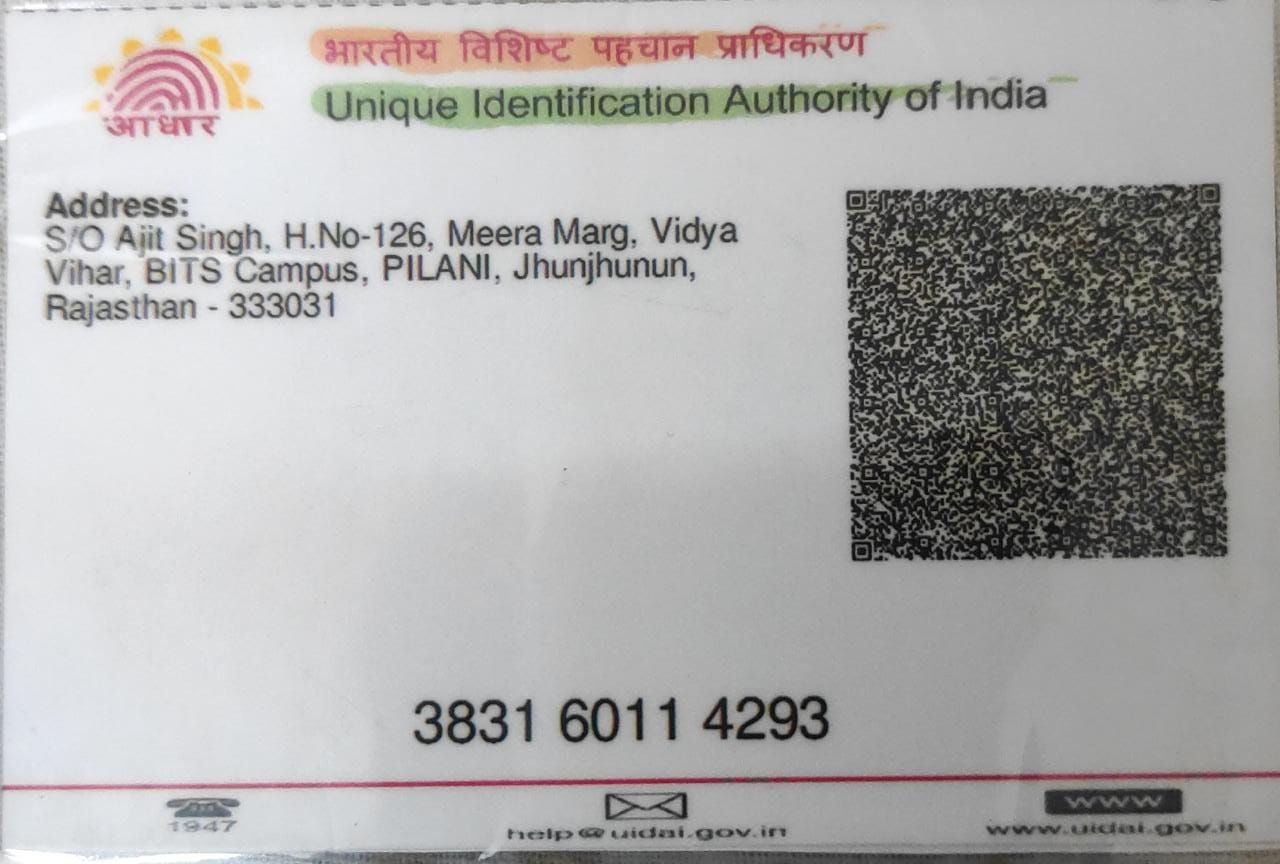 भारतीय विशिष्ट पहचान प्राधिकरण
Unique Identification Authority of India
आधार
Address:
S/O Ajit Singh, H.No-126, Meera Marg, Vidya
Vihar, BITS Campus, PILANI, Jhunjhunun,
Rajasthan - 333031
3831 6011 4293
1947
help@uidai.gov.in
WWW
www.uidai.gov.in